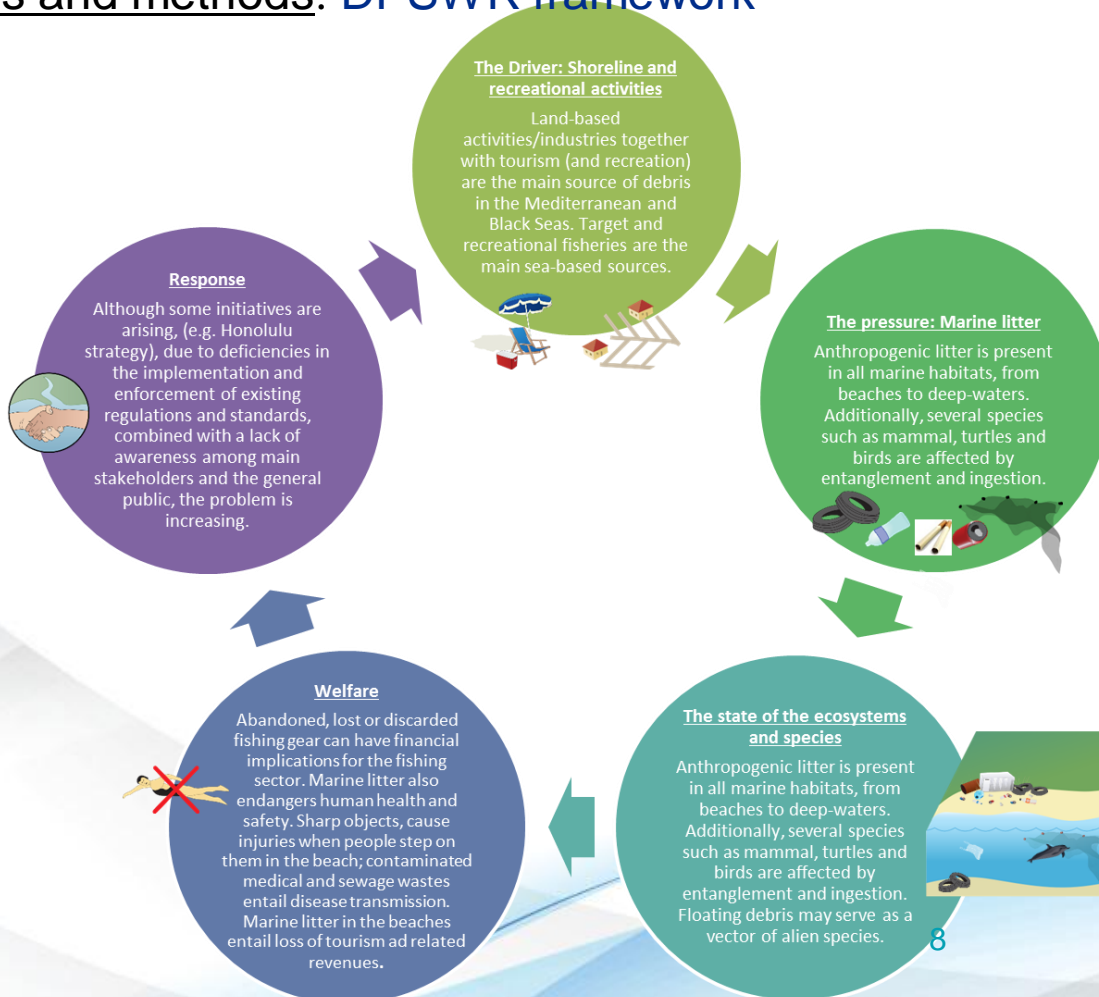 s and methods: DPSWR framework
The Driver: Shoreline and
recreational activities
Land-based
activities/industries together
with tourism (and recreation)
are the main source of debris
in the Mediterranean and
Black Seas. Target and
recreational fisheries are the
main sea-based sources.
The pressure: Marine litter
Anthropogenic litter is present
in all marine habitats, from
beaches to deep-waters.
Additionally, several species
such as mammal, turtles and
birds are affected by
entanglement and ingestion.
The state of the ecosystems
and species
Anthropogenic litter is present
in all marine habitats, from
beaches to deep-waters.
Additionally, several species
such as mammal, turtles and
birds are affected by
entanglement and ingestion.
Floating debris may serve as a
vector of alien species.
Welfare
Abandoned, lost or discarded
fishing gear can have financial
implications for the fishing
sector. Marine litter also
endangers human health and
safety. Sharp objects, cause
injuries when people step on
them in the beach; contaminated
medical and sewage wastes
entail disease transmission.
Marine litter in the beaches
entail loss of tourism ad related
revenues.
Response
Although some initiatives are
arising, (e.g. Honolulu
strategy), due to deficiencies in
the implementation and
enforcement of existing
regulations and standards,
combined with a lack of
awareness among main
stakeholders and the general
public, the problem is
increasing.
8